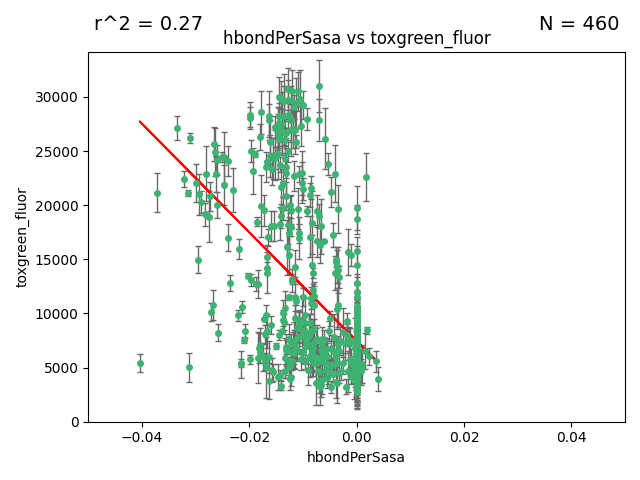 r^2 = 0.27
N = 460
hbondPerSasa vs toxgreen_fluor
toxgreen_fluor
30000
25000
20000
15000
10000
5000
0
−0.04
−0.02
0.00
0.02
0.04
hbondPerSasa